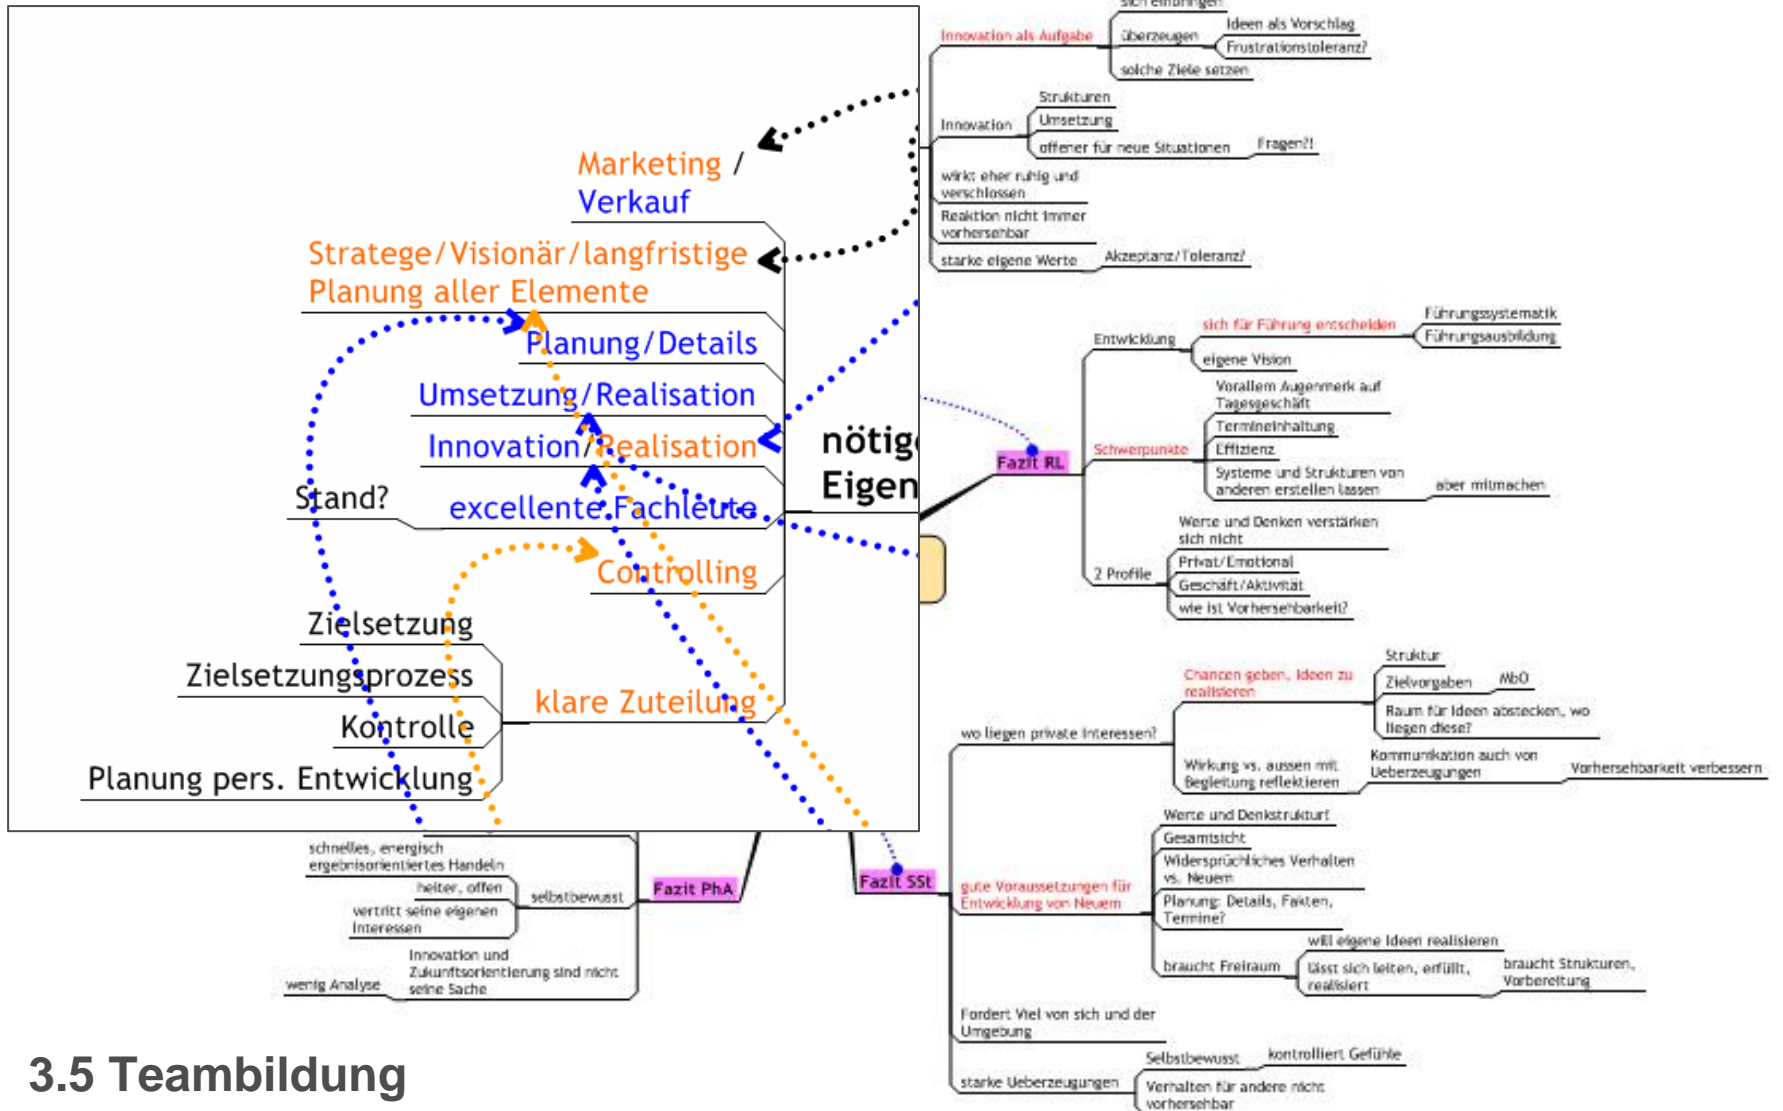 Marketing /
Verkauf
Stratege/Visionär/langfristige
Planung aller Elemente
Planung/Details
Umsetzung/Realisation
Innovation/Realisation
Stand?
excellente Fachleute
Controlling
Zielsetzung
Zielsetzungsprozess
Kontrolle
Planung pers. Entwicklung
klare Zuteilung
nötig
Eigen
sich einbringen
Innovation als Aufgabe
überzeugen
Ideen als Vorschlag
Frustrationstoleranz?
solche Ziele setzen
Innovation
Strukturen
Umsetzung
offener für neue Situationen
Fragen?!
wirkt eher ruhig und
verschlossen
Reaktion nicht immer
vorhersehbar
starke eigene Werte
Akzeptanz/Toleranz?
Fazit RL
Entwicklung
sich für Führung entscheiden
Führungssystematik
Führungsausbildung
eigene Vision
Schwerpunkte
Vorallem Augenmerk auf
Tagesgeschäft
Termineinhaltung
Effizienz
Systeme und Strukturen von
anderen erstellen lassen
aber mitmachen
2 Profile
Werte und Denken verstärken
sich nicht
Privat/Emotional
Geschäft/Aktivität
wie ist Vorhersehbarkeit?
Fazit SSt
wo liegen private Interessen?
Chancen geben, Ideen zu
realisieren
Struktur
Zielvorgaben
MbO
Raum für Ideen abstecken, wo
liegen diese?
Wirkung vs. aussen mit
Begleitung reflektieren
Kommunikation auch von
Ueberzeugungen
Vorhersehbarkeit verbessern
gute Voraussetzungen für
Entwicklung von Neuem
Werte und Denkstruktur!
Gesamtsicht
Widersprüchliches Verhalten
vs. Neuem
Planung: Details, Fakten,
Termine?
braucht Freiraum
will eigene Ideen realisieren
lässt sich leiten, erfüllt,
realisiert
braucht Strukturen,
Vorbereitung
Fordert Viel von sich und der
Umgebung
starke Ueberzeugungen
Selbstbewusst
kontrolliert Gefühle
Verhalten für andere nicht
vorhersehbar
Fazit PhA
schnelles, energisch
ergebnisorientiertes Handeln
selbstbewusst
heiter, offen
vertritt seine eigenen
Interessen
Innovation und
Zukunftsorientierung sind nicht
seine Sache
wenig Analyse
3.5 Teambildung